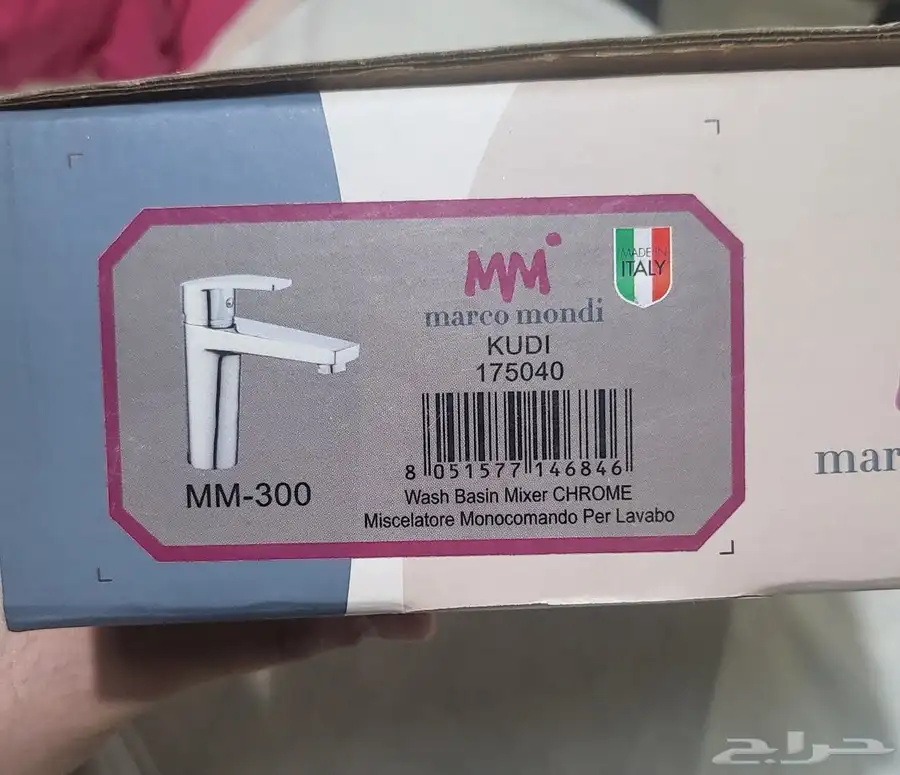 MM
MADE IN
ITALY
marco mondi
KUDI
175040
8 051577 146846
MM-300
Wash Basin Mixer CHROME
Miscelatore Monocomando Per Lavabo
mar
حراج